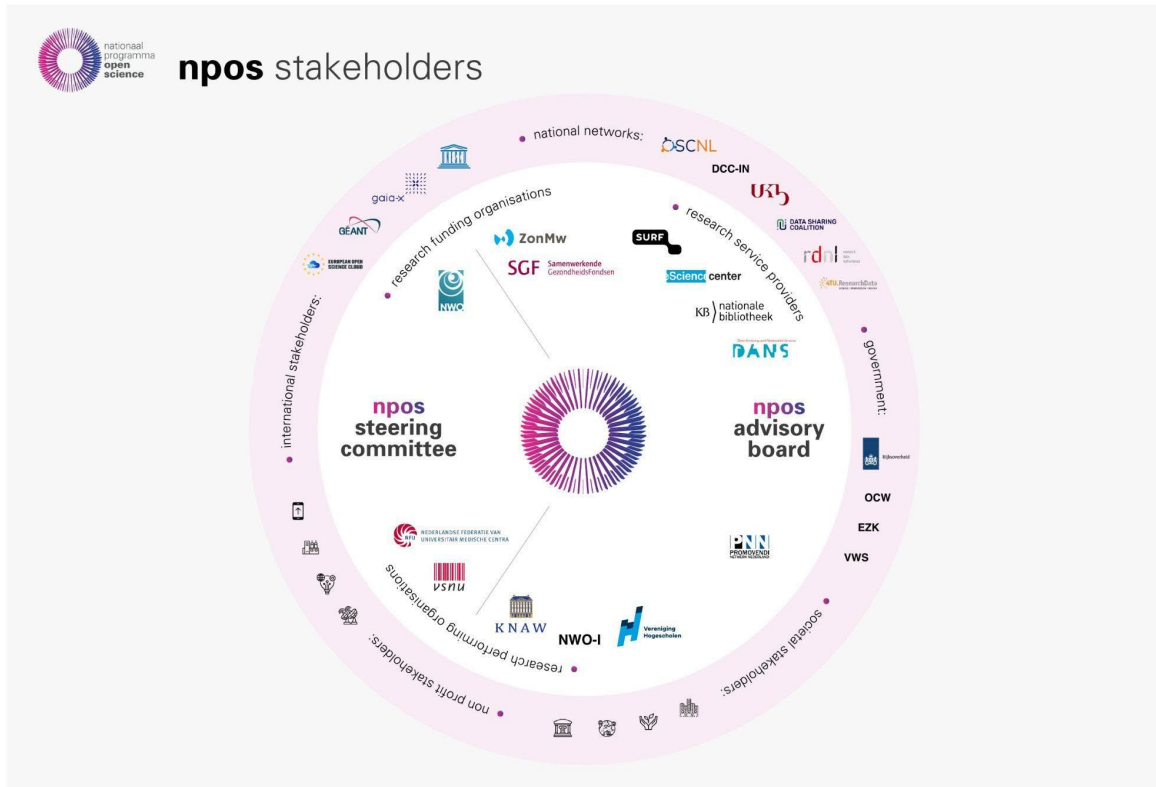 nationaal
programma
open
science
npos stakeholders
national networks:
OSCNL
DCC-IN
UKB
DATA SHARING
COALITION
rdnl
4TU.ResearchData
gaia-x
GÉANT
EUROPEAN OPEN
SCIENCE CLOUD
international stakeholders:
research funding organisations
ZonMw
SGF Samenwerkende
GezondheidsFondsen
NWO
research service providers
SURF
eScience center
KB nationale
bibliotheek
DANS
government:
Rijksoverheid
OCW
EZK
VWS
npos
steering
committee
npos
advisory
board
NFU
NEDERLANDSE FEDERATIE VAN
UNIVERSITAIR MEDISCHE CENTRA
vsnu
research performing organisations
KNAW
NWO-I
Vereniging
Hogescholen
PNN
PROMOVENDI
NETWERK NEDERLAND
societal stakeholders:
non profit stakeholders: